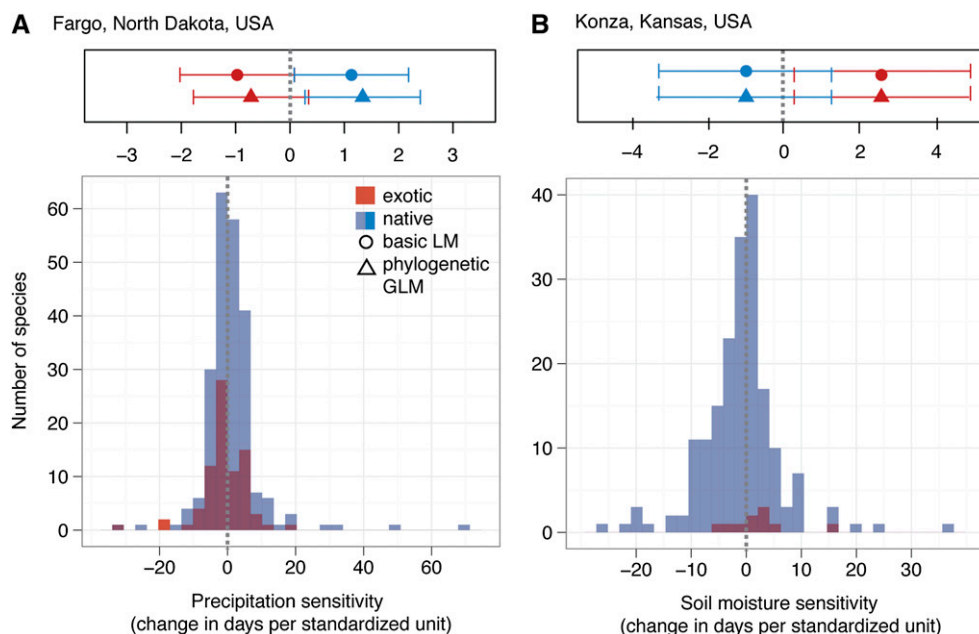 A Fargo, North Dakota, USA
−3 −2 −1 0 1 2 3
exotic
native
basic LM
phylogenetic
GLM
60
50
40
30
20
10
0
Number of species
−20 0 20 40 60
Precipitation sensitivity
(change in days per standardized unit)
B Konza, Kansas, USA
−4 −2 0 2 4
40
30
20
10
0
−20 −10 0 10 20 30
Soil moisture sensitivity
(change in days per standardized unit)